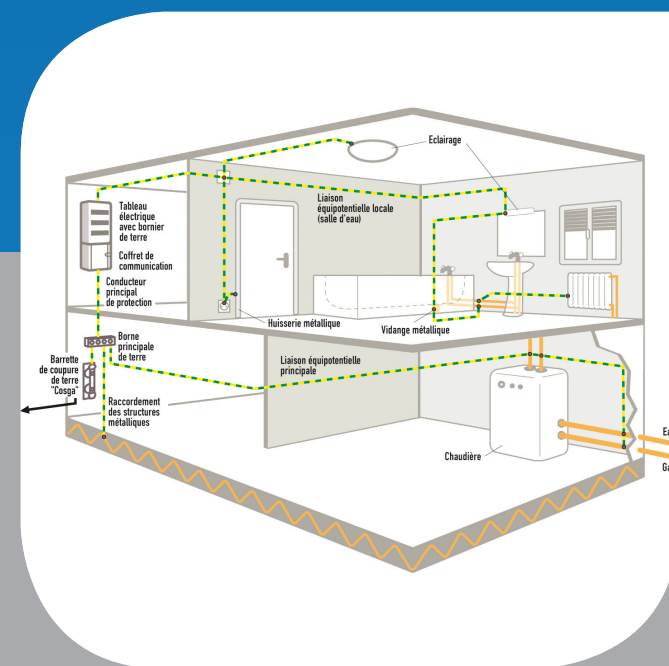 Eclairage
Liaison
équipotentielle locale
(salle d'eau)
Tableau
électrique
avec bornier
de terre
Coffret de
communication
Conducteur
principal
de protection
Huisserie métallique
Vidange métallique
Borne
principale
de terre
Barrette
de coupure
de terre
"Cosga"
Liaison équipotentielle
principale
Raccordement
des structures
métalliques
Chaudière
Ea
Ga